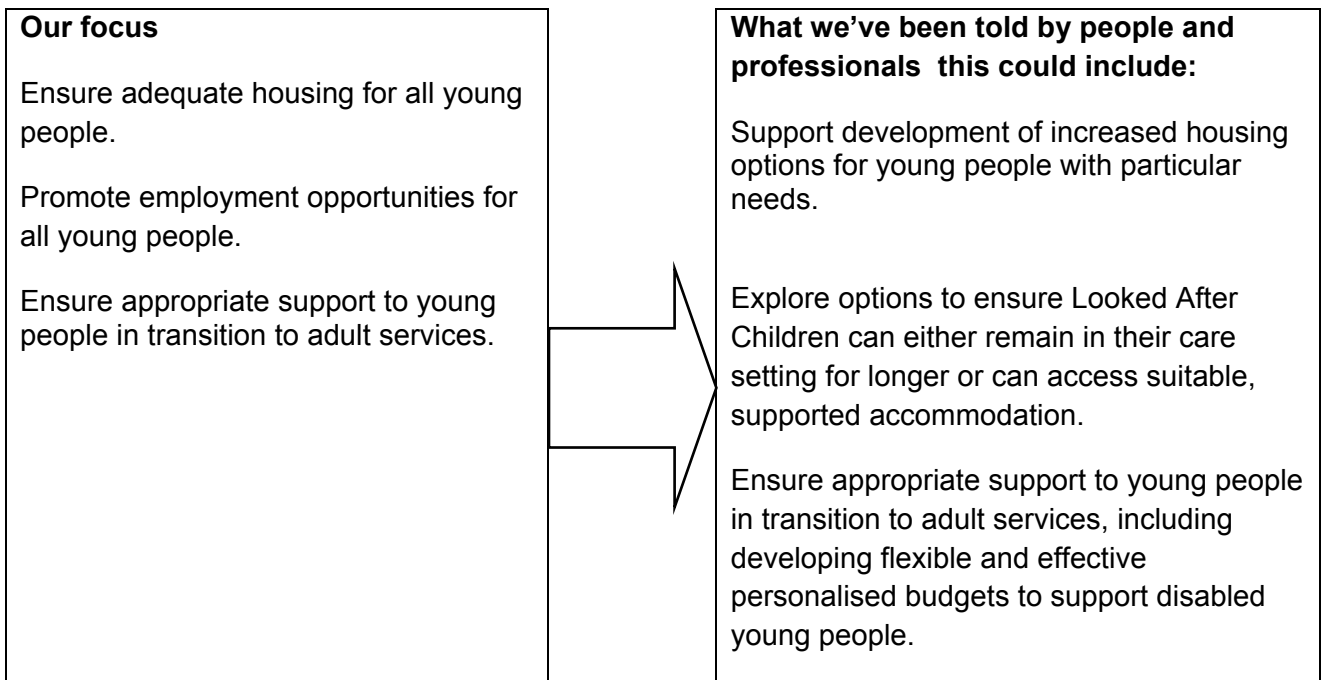 Our focus
Ensure adequate housing for all young
people.
Promote employment opportunities for
all young people.
Ensure appropriate support to young
people in transition to adult services.
What we’ve been told by people and
professionals  this could include:
Support development of increased housing
options for young people with particular
needs.
Explore options to ensure Looked After
Children can either remain in their care
setting for longer or can access suitable,
supported accommodation.
Ensure appropriate support to young people
in transition to adult services, including
developing flexible and effective
personalised budgets to support disabled
young people.